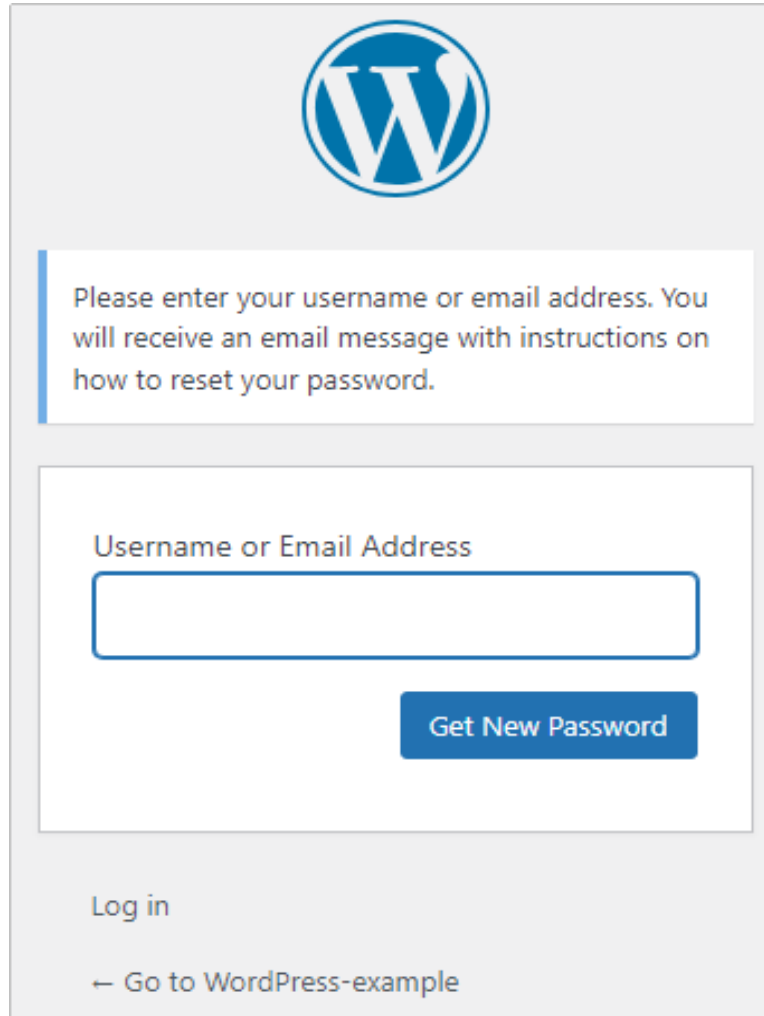 Please enter your username or email address. You
will receive an email message with instructions on
how to reset your password.
Username or Email Address
Get New Password
Log in
← Go to WordPress-example